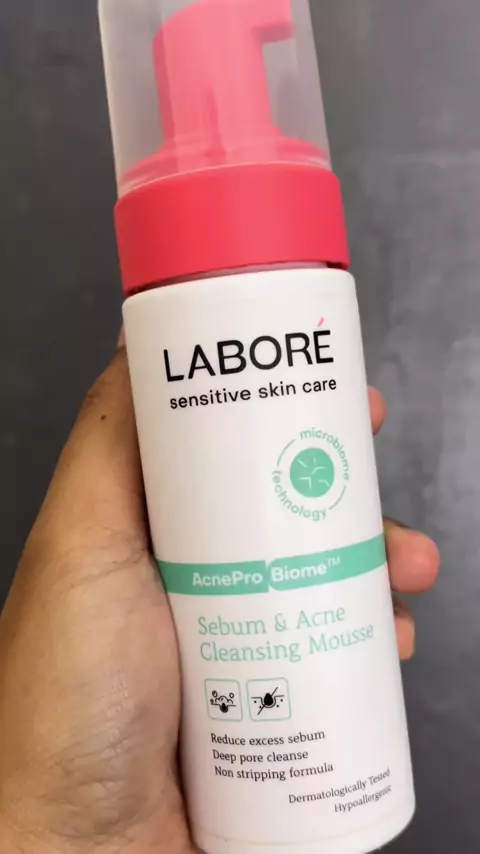 LABORÉ
sensitive skin care
microbiome
technology
AcnePro Biome™
Sebum & Acne
Cleansing Mousse
Reduce excess sebum
Deep pore cleanse
Non stripping formula
Dermatologically Tested
Hypoallergenic